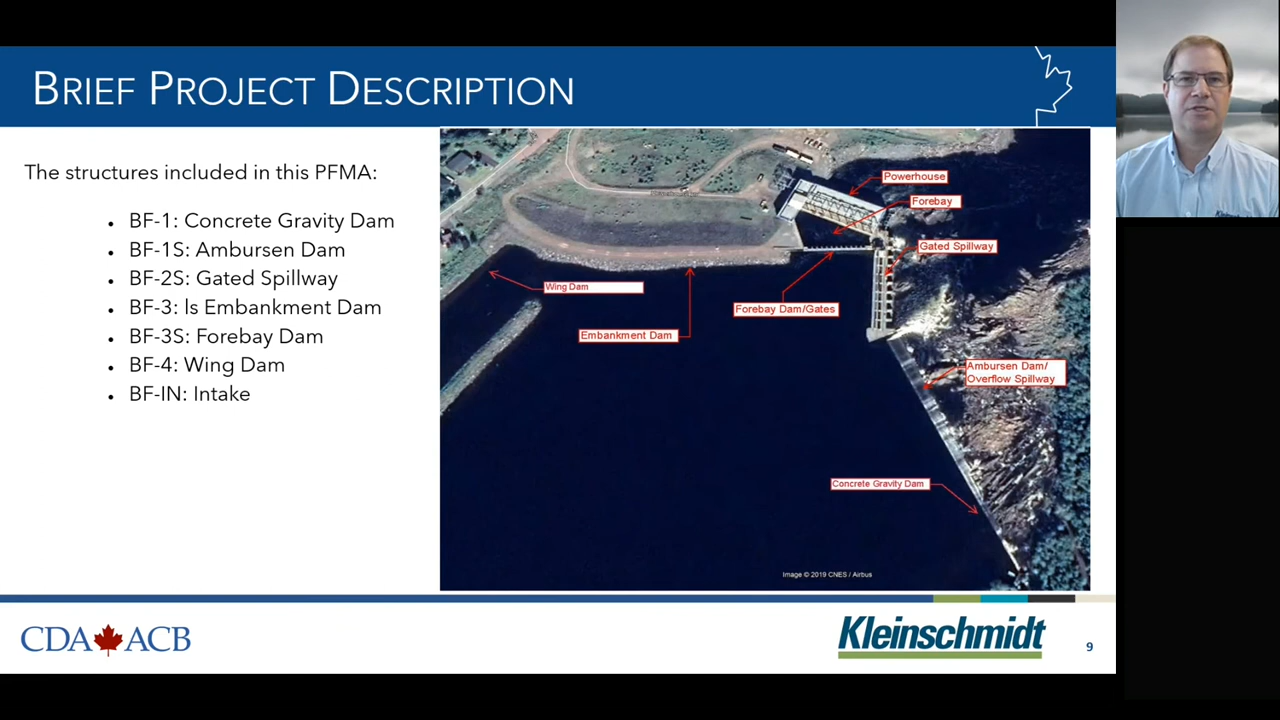 BRIEF PROJECT DESCRIPTION
The structures included in this PFMA:
• BF-1: Concrete Gravity Dam
• BF-1S: Ambursen Dam
• BF-2S: Gated Spillway
• BF-3: ls Embankment Dam
• BF-3S: Forebay Dam
• BF-4: Wing Dam
• BF-IN: Intake
Powerhouse
Forebay
Gated Spillway
Wing Dam
Forebay Dam/Gates
Embankment Dam
Ambursen Dam/
Overflow Spillway
Concrete Gravity Dam
Image © 2019 CNES / Airbus
CDA ACB
Kleinschmidt
9